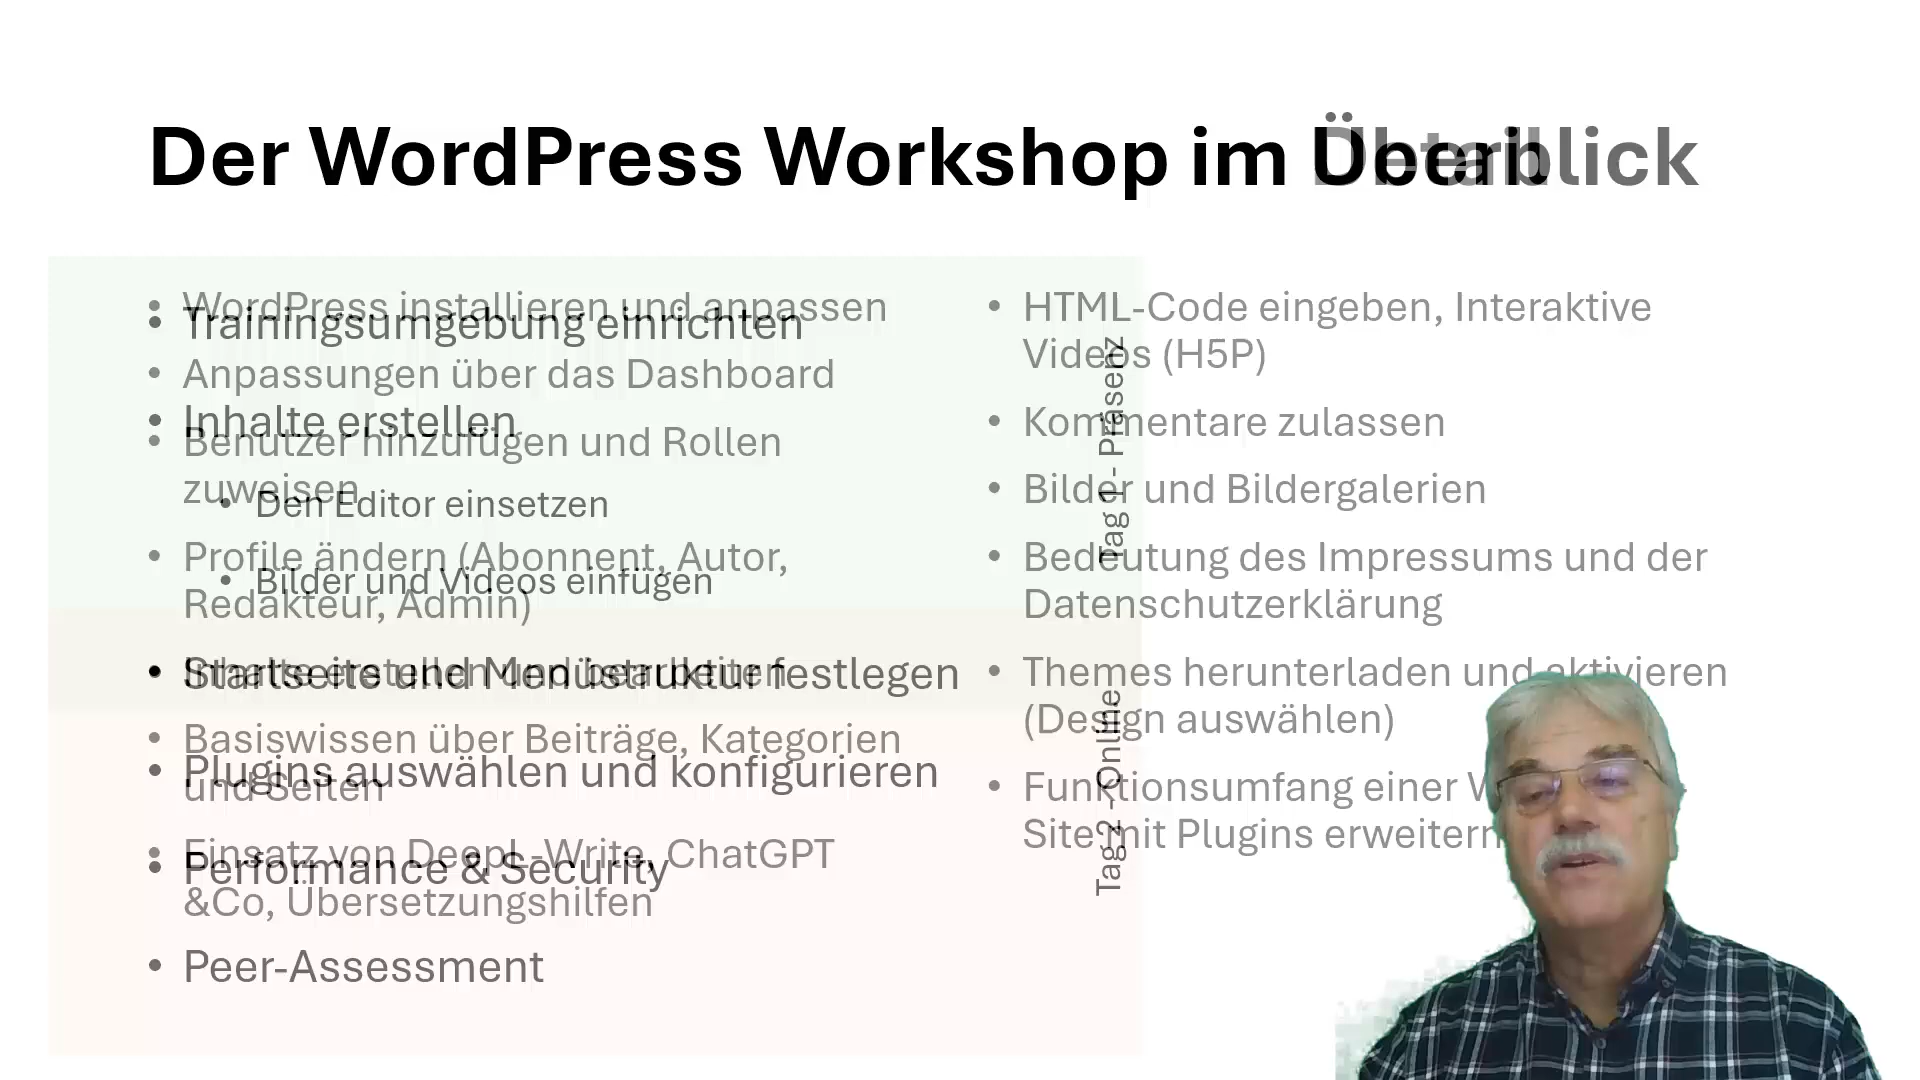 Der WordPress Workshop im Überblick
Detail
• Trainingsumgebung einrichten
• Inhalte erstellen
• Den Editor einsetzen
• Bilder und Videos einfügen
• Startseite und Menüstruktur festlegen
• Plugins auswählen und konfigurieren
• Performance & Security
• Peer-Assessment
Tag 1 - Präsenz
Tag 2 - Online
• WordPress installieren und anpassen
• Anpassungen über das Dashboard
• Benutzer hinzufügen und Rollen
zuweisen
• Profile ändern (Abonnent, Autor,
Redakteur, Admin)
• Inhalte erstellen und bearbeiten
• Basiswissen über Beiträge, Kategorien
und Seiten
• Einsatz von DeepL-Write, ChatGPT
&Co, Übersetzungshilfen
• HTML-Code eingeben, Interaktive
Videos (H5P)
• Kommentare zulassen
• Bilder und Bildergalerien
• Bedeutung des Impressums und der
Datenschutzerklärung
• Themes herunterladen und aktivieren
(Design auswählen)
• Funktionsumfang einer
Site mit Plugins erweitern